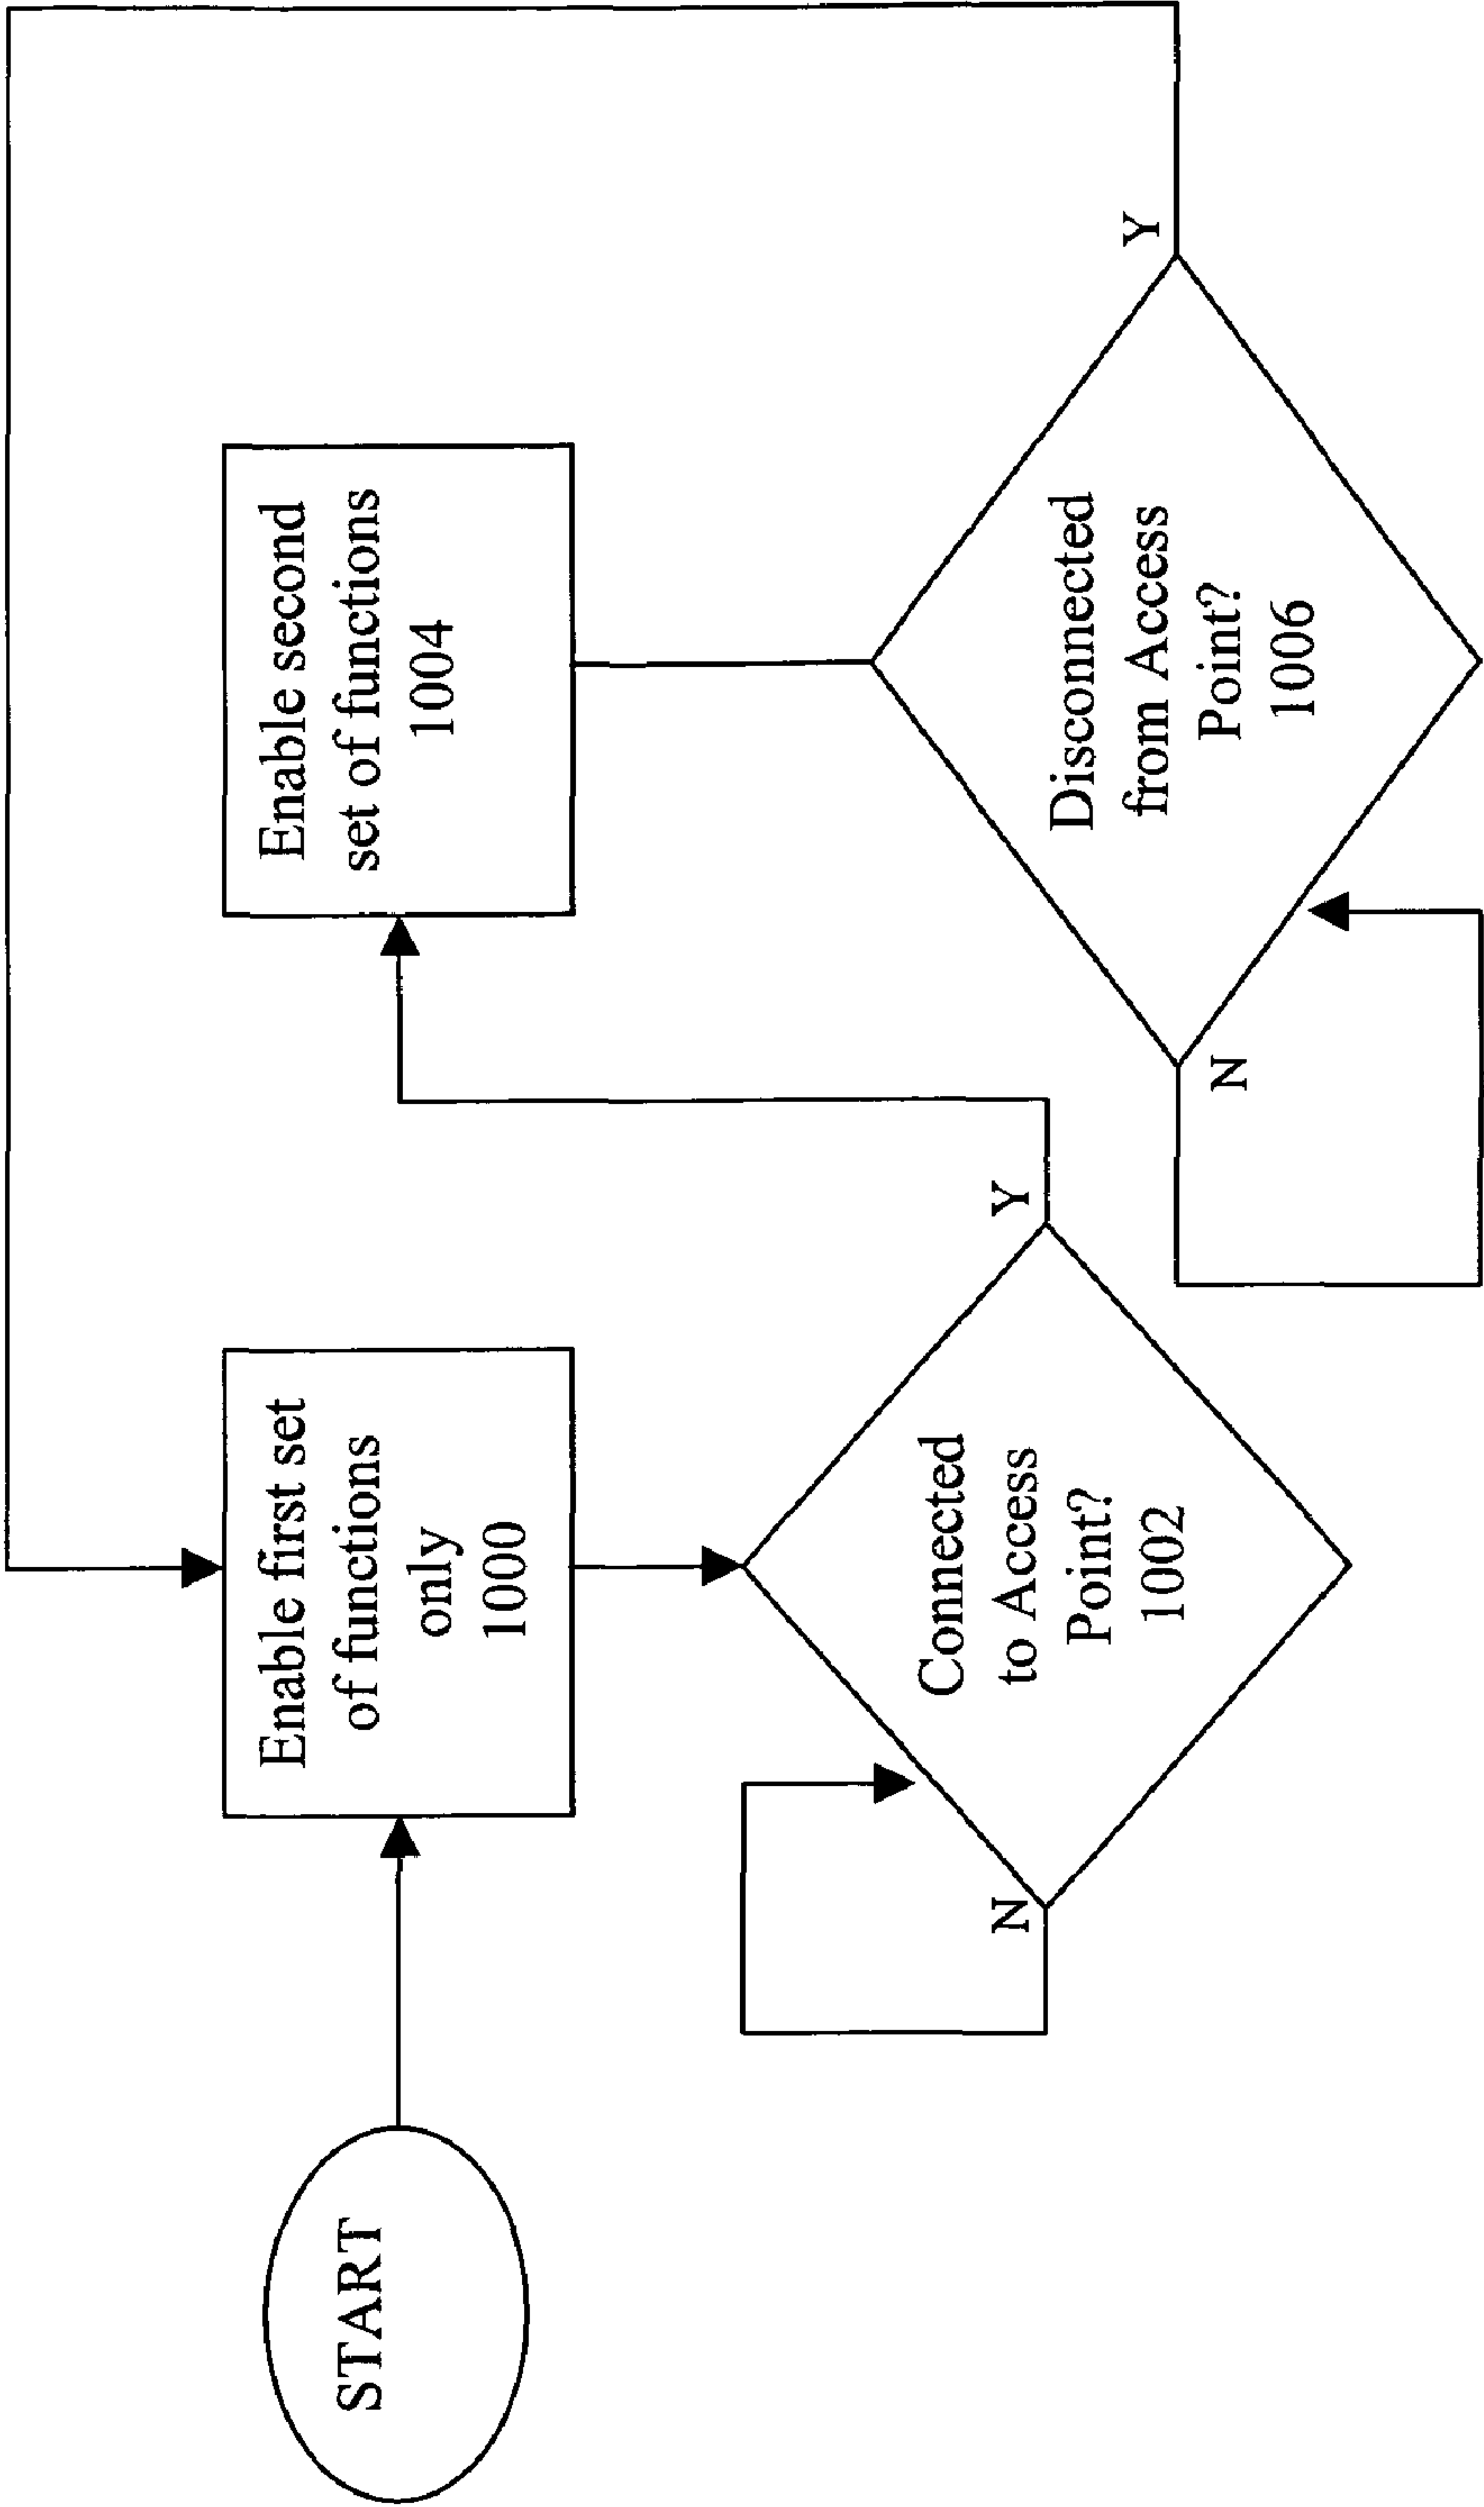 START
Enable first set
of functions
only
1000
Connected
to Access
Point?
1002
N
Y
Enable second
set of functions
1004
Disconnected
from Access
Point?
1006
N
Y